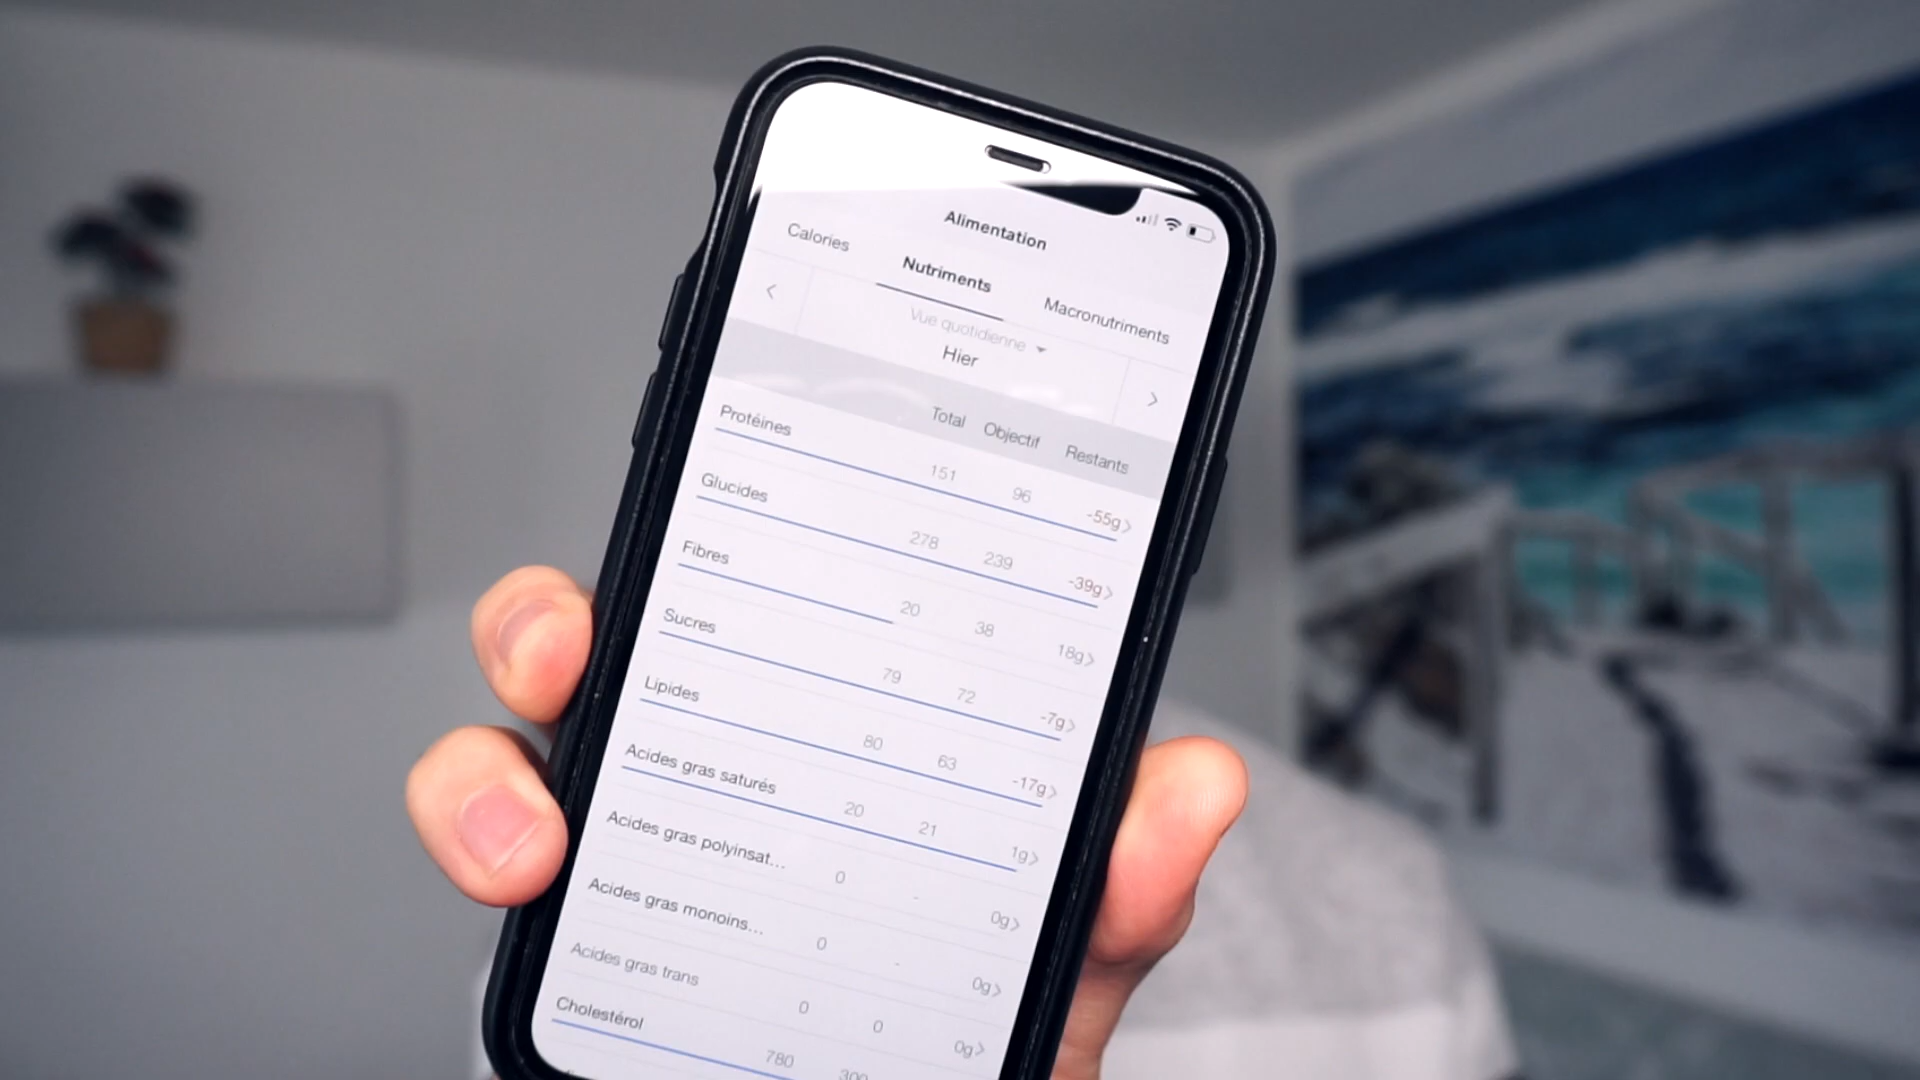 Alimentation
Calories Nutriments Macronutriments
Vue quotidienne
Hier
Total Objectif Restants
Protéines 151 96 -55g
Glucides 278 239 -39g
Fibres 20 38 18g
Sucres 79 72 -7g
Lipides 80 63 -17g
Acides gras saturés 20 21 1g
Acides gras polyinsat... 0 - 0g
Acides gras monoins... 0 - 0g
Acides gras trans 0 0 0g
Cholestérol 780 300